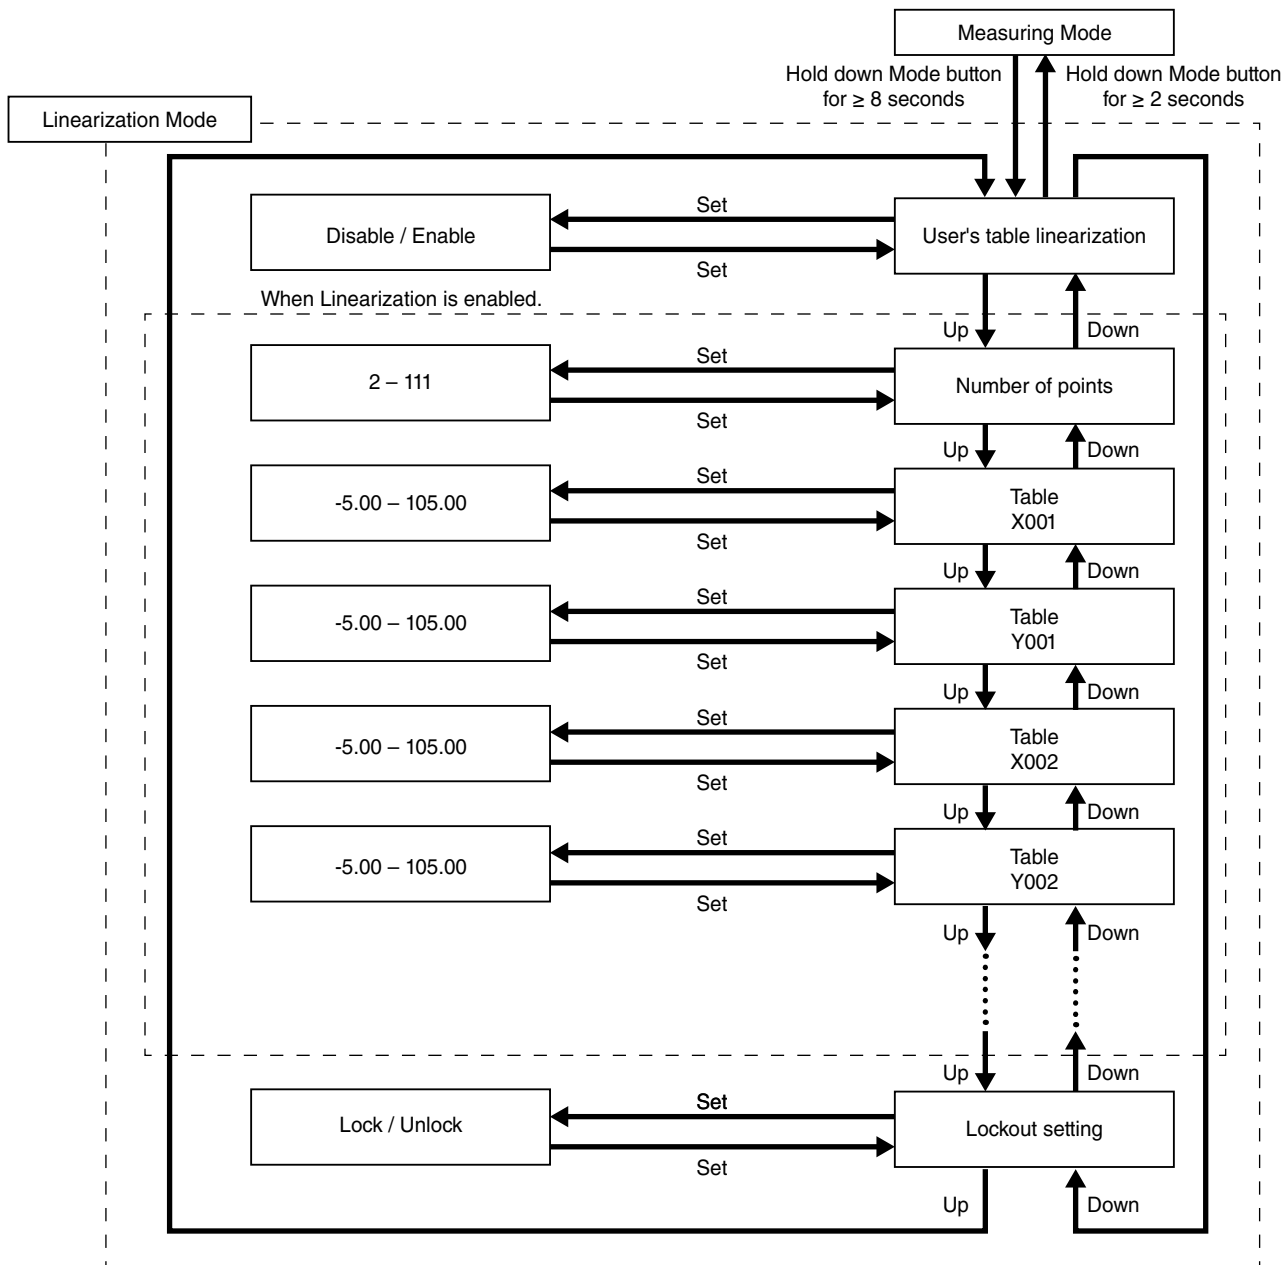 Measuring Mode
Hold down Mode button
for ≥ 8 seconds
Hold down Mode button
for ≥ 2 seconds
Linearization Mode
Disable / Enable
Set
Set
User's table linearization
When Linearization is enabled.
Up
Down
2 – 111
Set
Set
Number of points
Up
Down
-5.00 – 105.00
Set
Set
Table
X001
Up
Down
-5.00 – 105.00
Set
Set
Table
Y001
Up
Down
-5.00 – 105.00
Set
Set
Table
X002
Up
Down
-5.00 – 105.00
Set
Set
Table
Y002
Up
Down
Up
Down
Lock / Unlock
Set
Set
Lockout setting
Up
Down